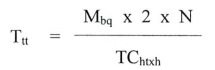 T_tt = M_bq x 2 x N
TC_htxh